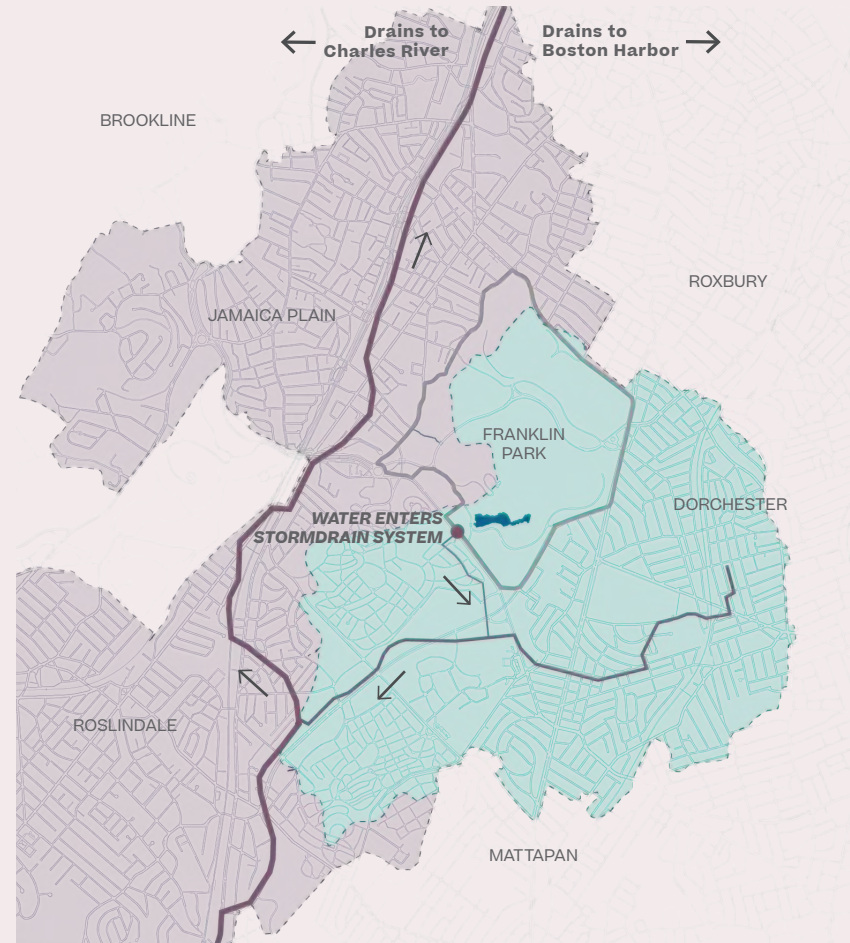 Drains to
Charles River
Drains to
Boston Harbor
BROOKLINE
ROXBURY
JAMAICA PLAIN
FRANKLIN
PARK
DORCHESTER
WATER ENTERS
STORMDRAIN SYSTEM
ROSLINDALE
MATTAPAN